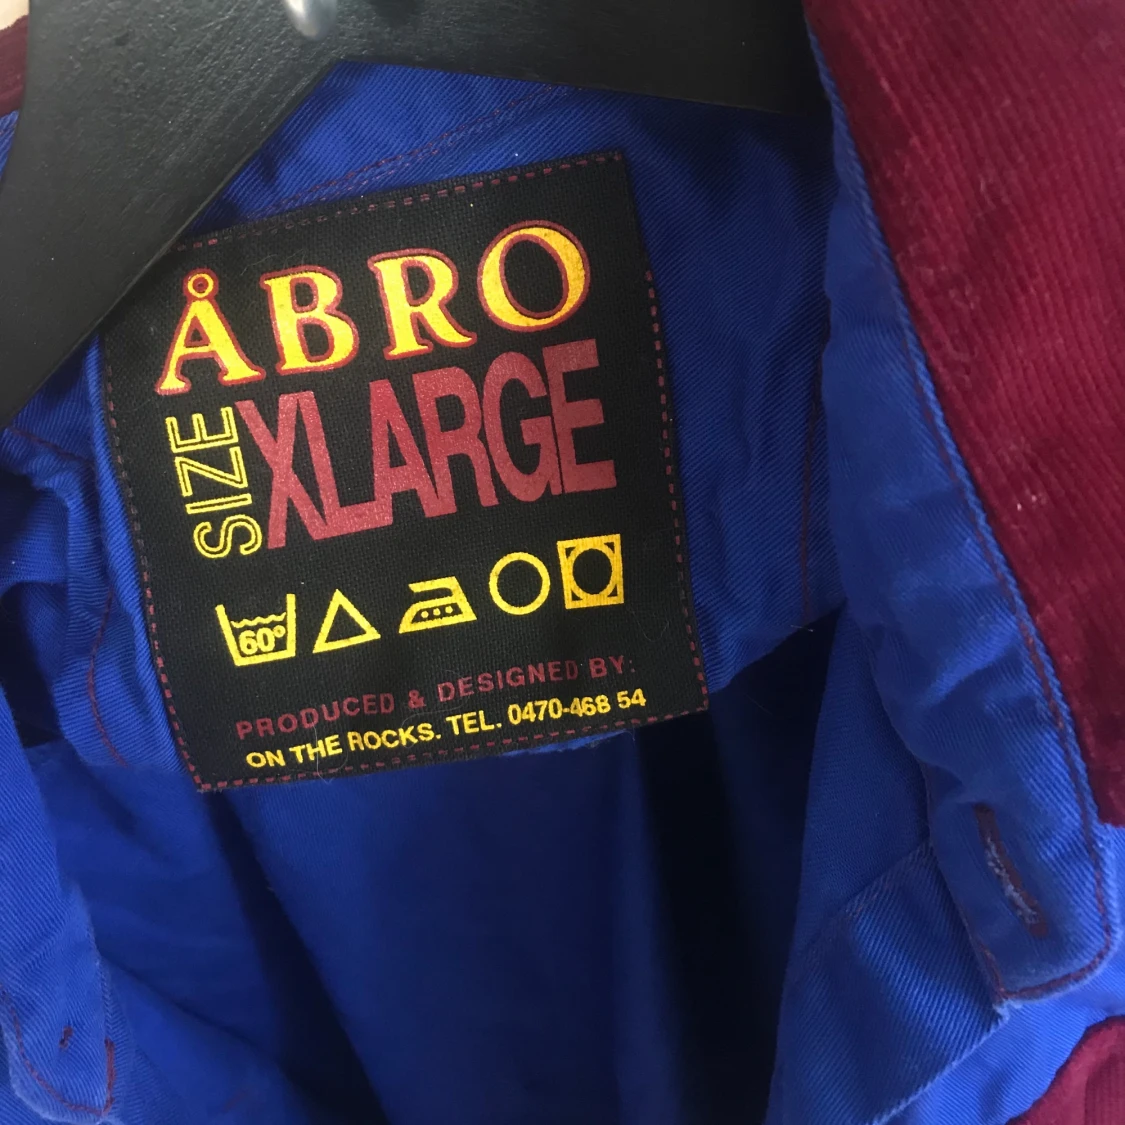 ÅBRO
SIZE XLARGE
60°
PRODUCED & DESIGNED BY:
ON THE ROCKS. TEL. 0470-468 54